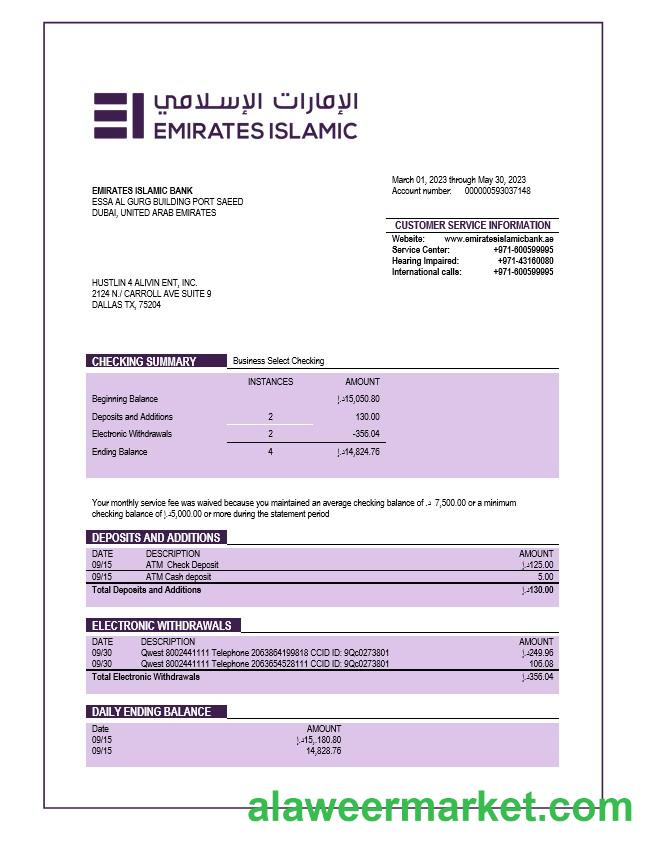 الإمارات الإسلامي
EMIRATES ISLAMIC
March 01, 2023 through May 30, 2023
Account number: 000000593037148
EMIRATES ISLAMIC BANK
ESSA AL GURG BUILDING PORT SAEED
DUBAI, UNITED ARAB EMIRATES
CUSTOMER SERVICE INFORMATION
Website: www.emiratesislamicbank.ae
Service Center: +971-600599995
Hearing Impaired: +971-43160080
International calls: +971-600599995
HUSTLIN 4 ALIVIN ENT, INC.
2124 N./ CARROLL AVE SUITE 9
DALLAS TX, 75204
CHECKING SUMMARY Business Select Checking
INSTANCES AMOUNT
Beginning Balance د.إ15,050.80
Deposits and Additions 2 130.00
Electronic Withdrawals 2 -356.04
Ending Balance 4 د.إ14,824.76
Your monthly service fee was waived because you maintained an average checking balance of د. 7,500.00 or a minimum
checking balance of د.إ5,000.00 or more during the statement period
DEPOSITS AND ADDITIONS
DATE DESCRIPTION AMOUNT
09/15 ATM Check Deposit د.إ125.00
09/15 ATM Cash deposit 5.00
Total Deposits and Additions د.إ130.00
ELECTRONIC WITHDRAWALS
DATE DESCRIPTION AMOUNT
09/30 Qwest 8002441111 Telephone 2063864199818 CCID ID: 9Qc0273801 د.إ249.96
09/30 Qwest 8002441111 Telephone 2063654528111 CCID ID: 9Qc0273801 106.08
Total Electronic Withdrawals د.إ356.04
DAILY ENDING BALANCE
Date AMOUNT
09/15 د.إ15,.180.80
09/15 14,828.76
alaweermarket.com